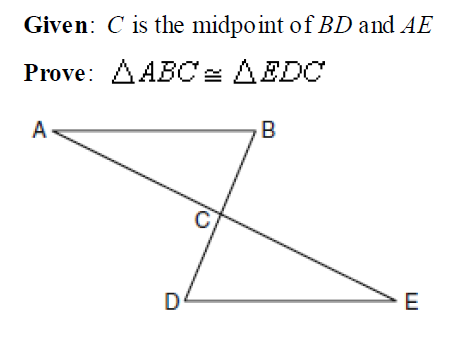 Given: C is the midpoint of BD and AE
Prove: △ABC ≅ △EDC
A
B
C
D
E